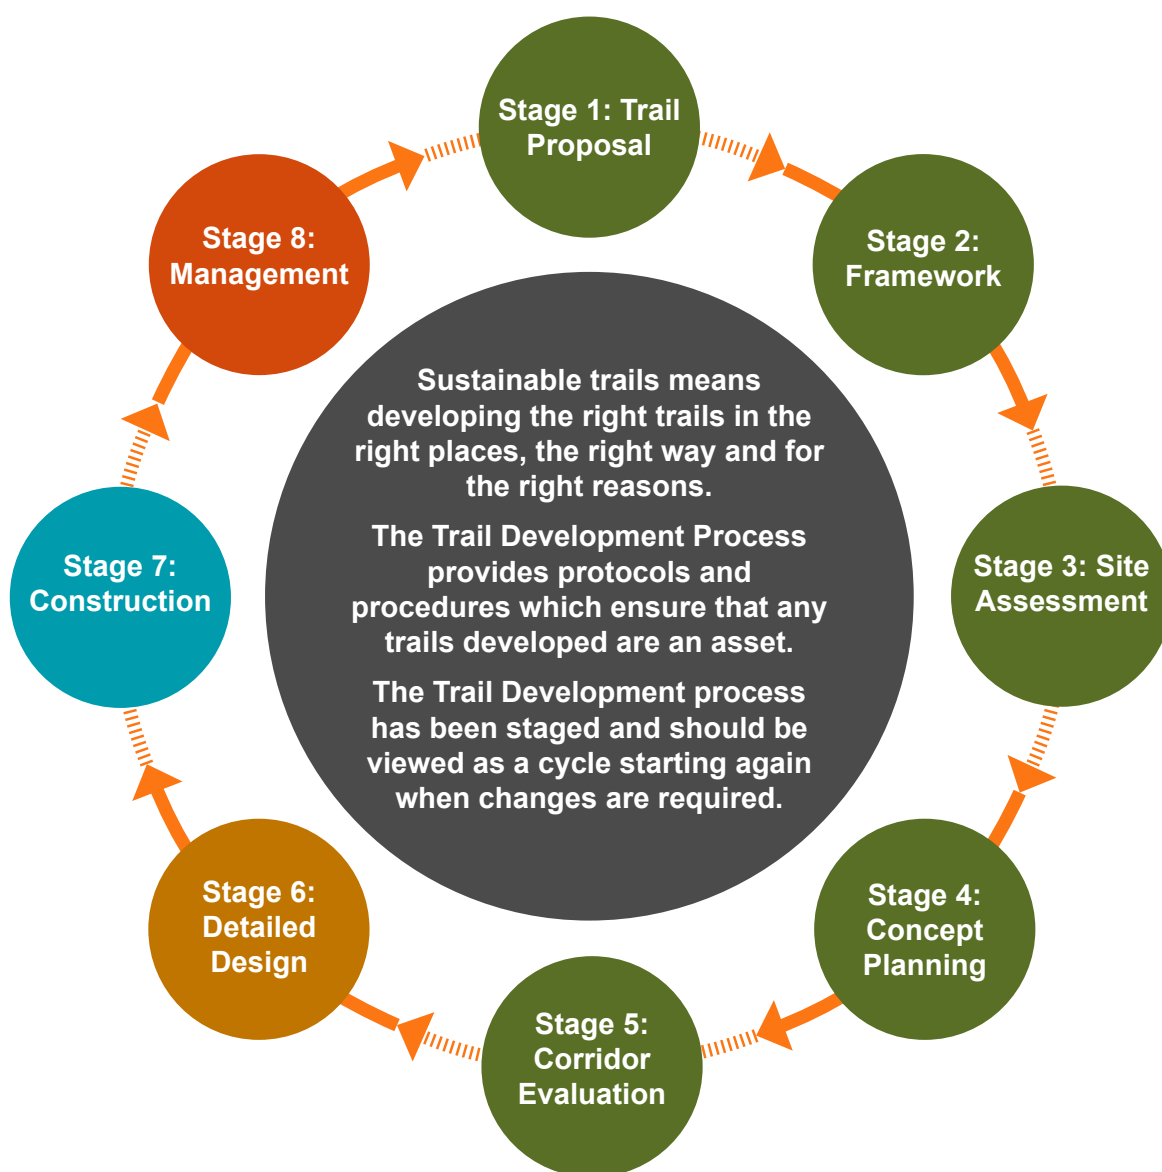 Stage 1: Trail
Proposal
Stage 2:
Framework
Stage 3: Site
Assessment
Stage 4:
Concept
Planning
Stage 5:
Corridor
Evaluation
Stage 6:
Detailed
Design
Stage 7:
Construction
Stage 8:
Management
Sustainable trails means
developing the right trails in the
right places, the right way and for
the right reasons.
The Trail Development Process
provides protocols and
procedures which ensure that any
trails developed are an asset.
The Trail Development process
has been staged and should be
viewed as a cycle starting again
when changes are required.